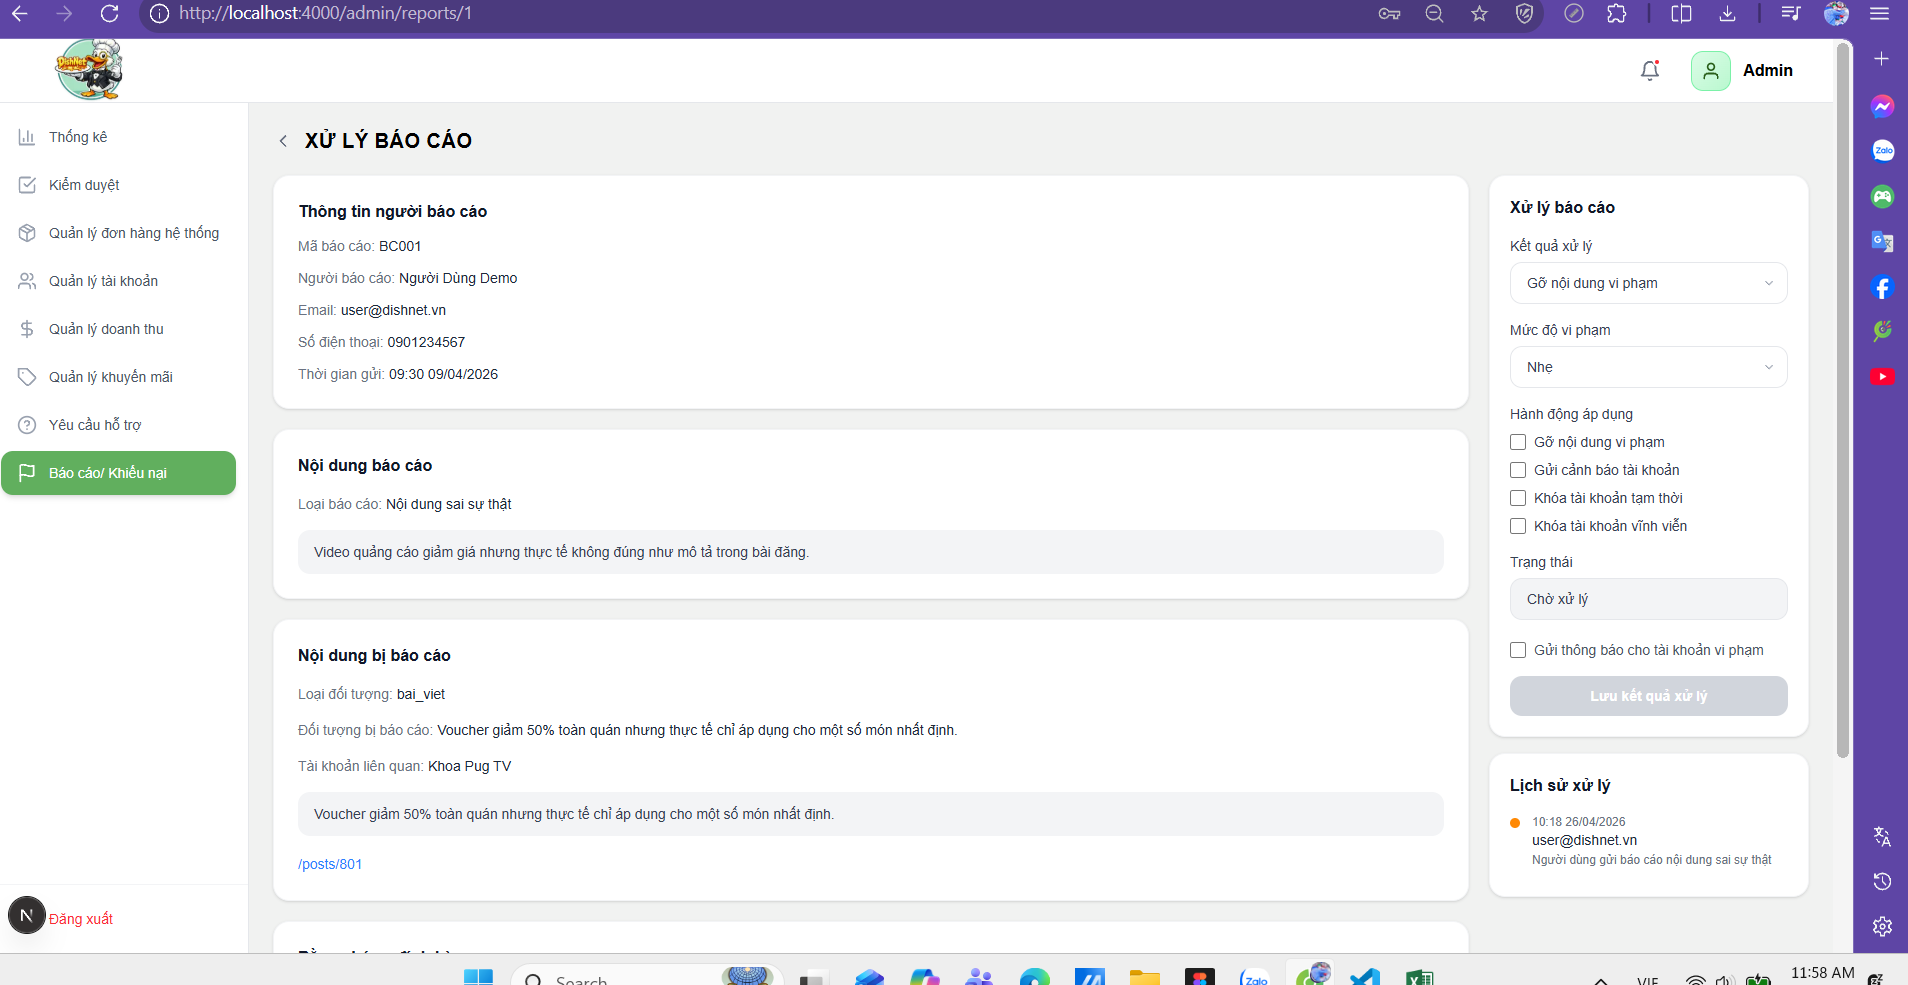 http://localhost:4000/admin/reports/1
DishNet
Admin
Thống kê
Kiểm duyệt
Quản lý đơn hàng hệ thống
Quản lý tài khoản
Quản lý doanh thu
Quản lý khuyến mãi
Yêu cầu hỗ trợ
Báo cáo/ Khiếu nại
N
Đăng xuất
XỬ LÝ BÁO CÁO
Thông tin người báo cáo
Mã báo cáo: BC001
Người báo cáo: Người Dùng Demo
Email: user@dishnet.vn
Số điện thoại: 0901234567
Thời gian gửi: 09:30 09/04/2026
Nội dung báo cáo
Loại báo cáo: Nội dung sai sự thật
Video quảng cáo giảm giá nhưng thực tế không đúng như mô tả trong bài đăng.
Nội dung bị báo cáo
Loại đối tượng: bai_viet
Đối tượng bị báo cáo: Voucher giảm 50% toàn quán nhưng thực tế chỉ áp dụng cho một số món nhất định.
Tài khoản liên quan: Khoa Pug TV
Voucher giảm 50% toàn quán nhưng thực tế chỉ áp dụng cho một số món nhất định.
/posts/801
Xử lý báo cáo
Kết quả xử lý
Gỡ nội dung vi phạm
Mức độ vi phạm
Nhẹ
Hành động áp dụng
Gỡ nội dung vi phạm
Gửi cảnh báo tài khoản
Khóa tài khoản tạm thời
Khóa tài khoản vĩnh viễn
Trạng thái
Chờ xử lý
Gửi thông báo cho tài khoản vi phạm
Lưu kết quả xử lý
Lịch sử xử lý
10:18 26/04/2026
user@dishnet.vn
Người dùng gửi báo cáo nội dung sai sự thật
Zalo
Search
Zalo
VIE
11:58 AM